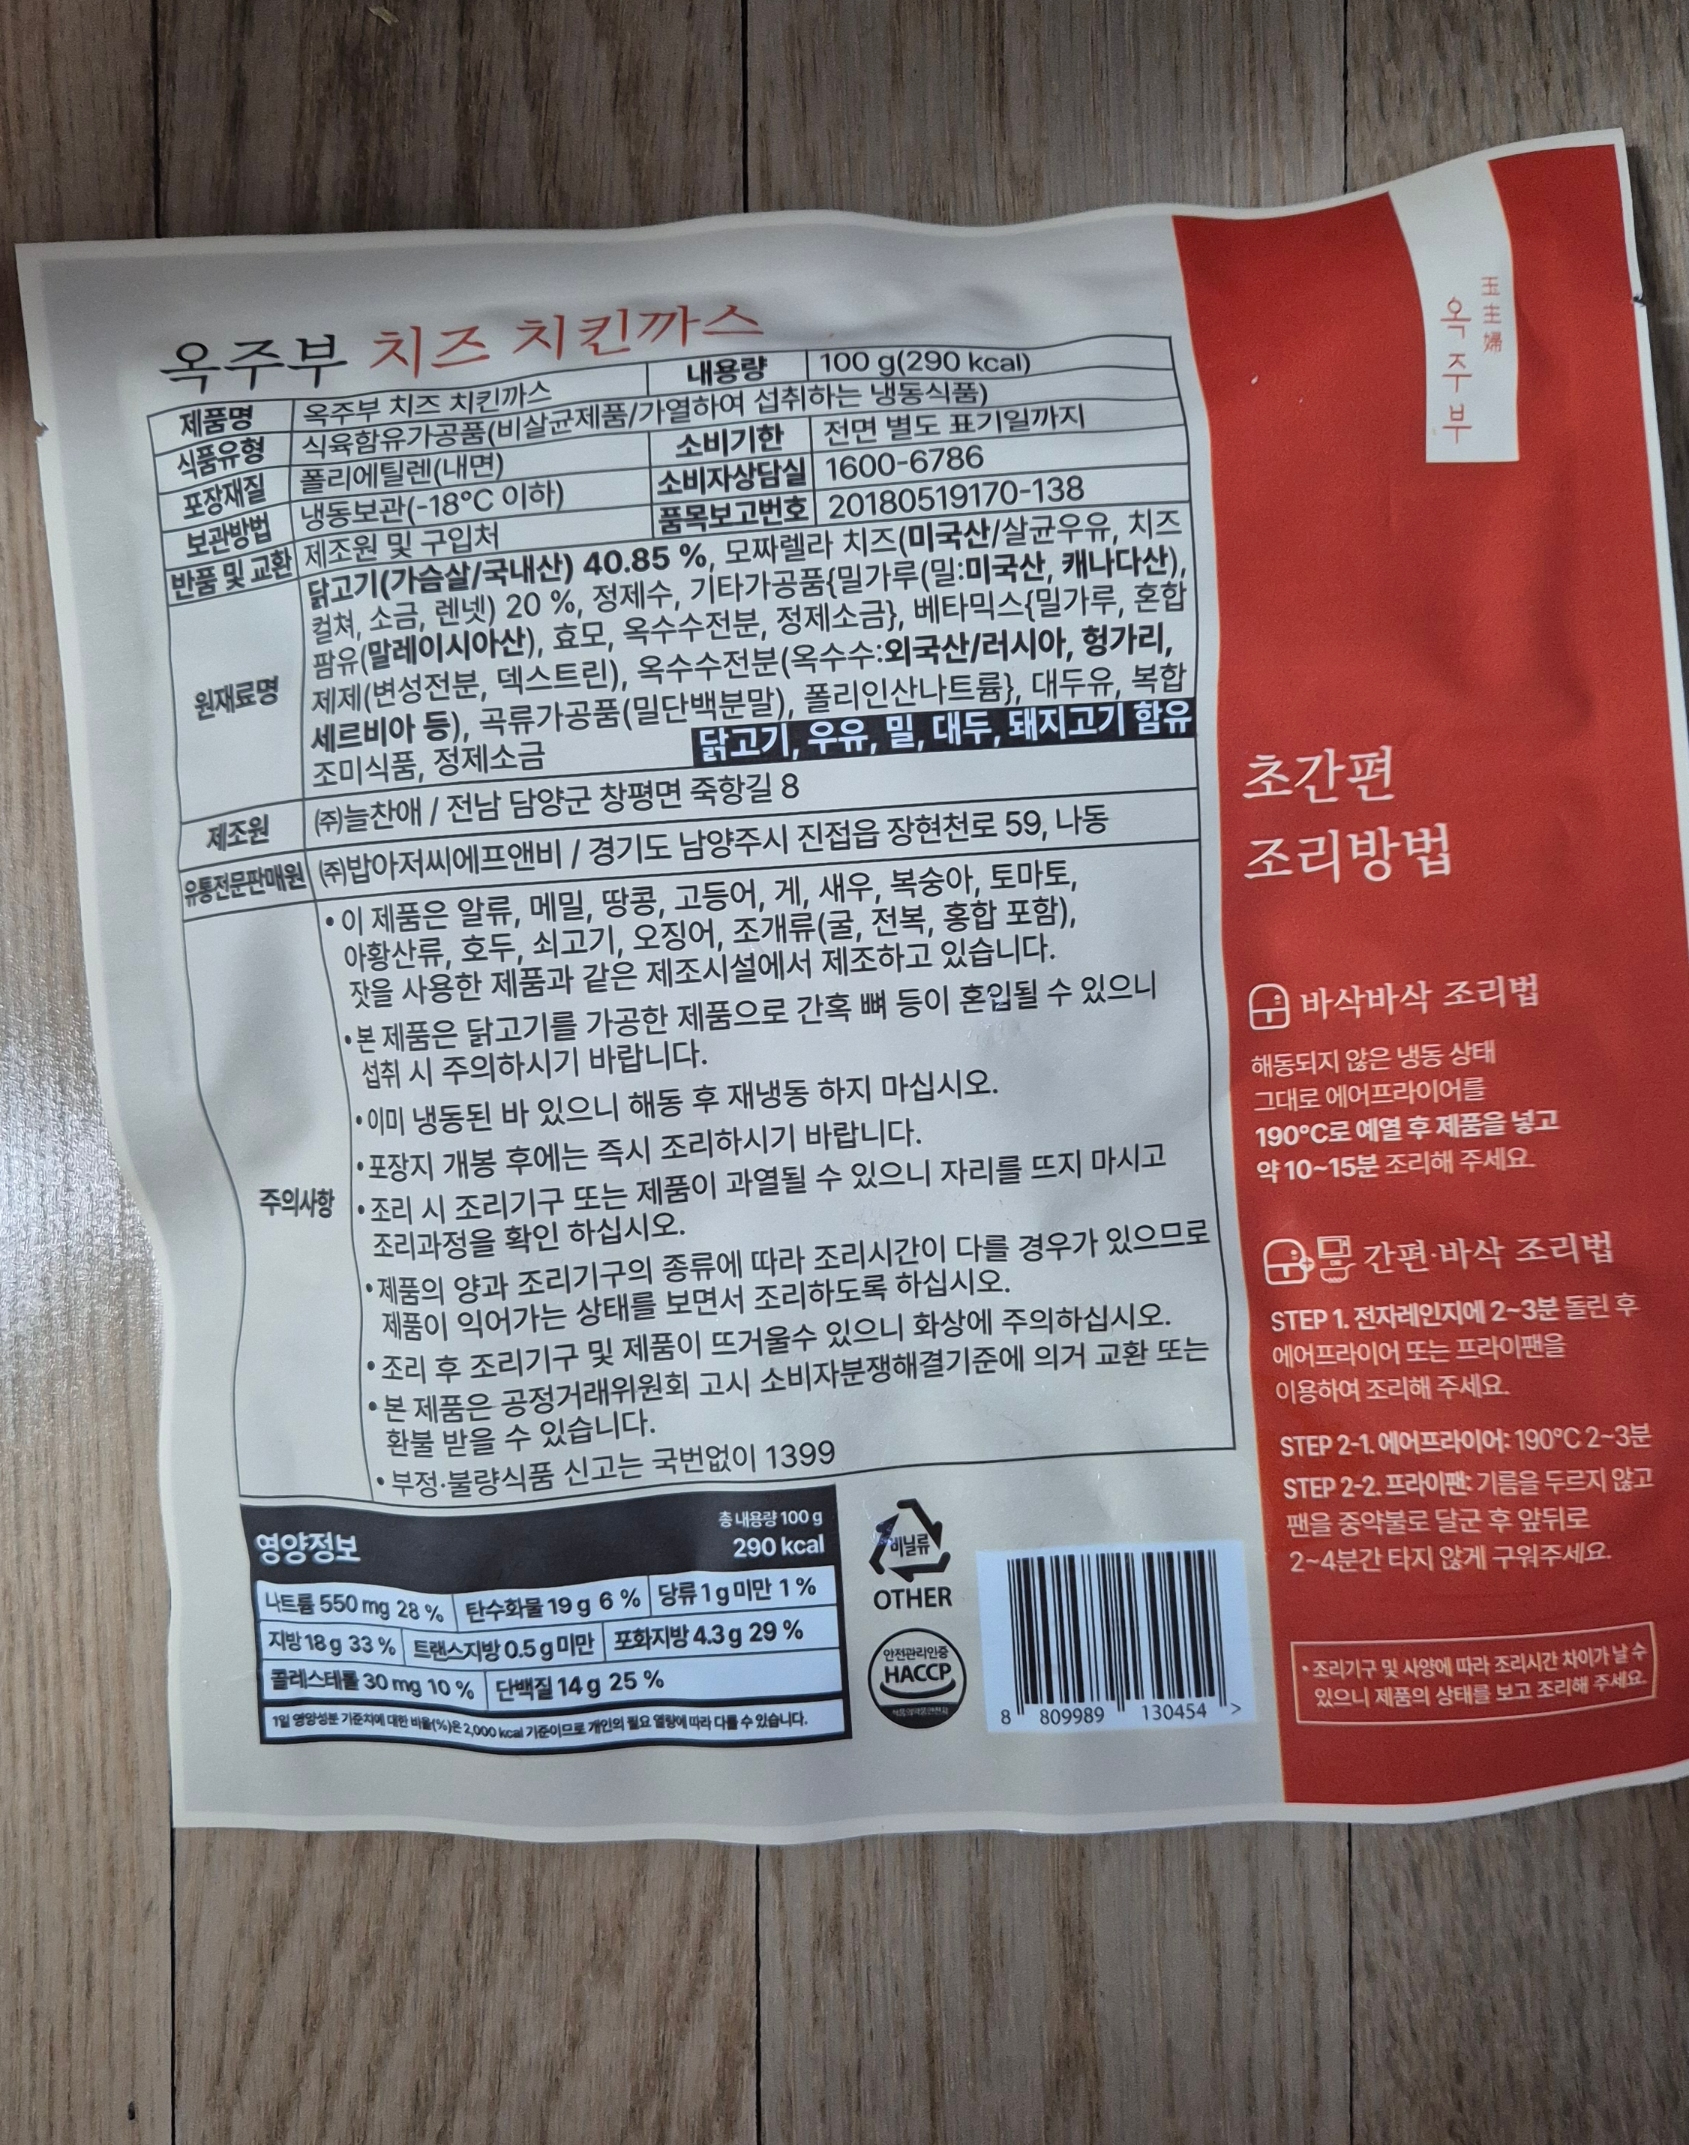 옥주부 치즈 치킨까스
제품명 옥주부 치즈 치킨까스 내용량 100 g(290 kcal)
식품유형 식육함유가공품(비살균제품/가열하여 섭취하는 냉동식품)
포장재질 폴리에틸렌(내면) 소비기한 전면 별도 표기일까지
보관방법 냉동보관(-18°C 이하) 소비자상담실 1600-6786
반품 및 교환 제조원 및 구입처 품목보고번호 20180519170-138
원재료명
닭고기(가슴살/국내산) 40.85 %, 모짜렐라 치즈(미국산/살균우유, 치즈
컬쳐, 소금, 렌넷) 20 %, 정제수, 기타가공품{밀가루(밀:미국산, 캐나다산),
팜유(말레이시아산), 효모, 옥수수전분, 정제소금}, 베타믹스{밀가루, 혼합
제제(변성전분, 덱스트린), 옥수수전분(옥수수:외국산/러시아, 헝가리,
세르비아 등), 곡류가공품(밀단백분말), 폴리인산나트륨}, 대두유, 복합
조미식품, 정제소금 닭고기, 우유, 밀, 대두, 돼지고기 함유
제조원 ㈜늘찬애 / 전남 담양군 창평면 죽항길 8
유통전문판매원 ㈜밥아저씨에프앤비 / 경기도 남양주시 진접읍 장현천로 59, 나동
주의사항
• 이 제품은 알류, 메밀, 땅콩, 고등어, 게, 새우, 복숭아, 토마토,
아황산류, 호두, 쇠고기, 오징어, 조개류(굴, 전복, 홍합 포함),
잣을 사용한 제품과 같은 제조시설에서 제조하고 있습니다.
• 본 제품은 닭고기를 가공한 제품으로 간혹 뼈 등이 혼입될 수 있으니
섭취 시 주의하시기 바랍니다.
• 이미 냉동된 바 있으니 해동 후 재냉동 하지 마십시오.
• 포장지 개봉 후에는 즉시 조리하시기 바랍니다.
• 조리 시 조리기구 또는 제품이 과열될 수 있으니 자리를 뜨지 마시고
조리과정을 확인 하십시오.
• 제품의 양과 조리기구의 종류에 따라 조리시간이 다를 경우가 있으므로
제품이 익어가는 상태를 보면서 조리하도록 하십시오.
• 조리 후 조리기구 및 제품이 뜨거울수 있으니 화상에 주의하십시오.
• 본 제품은 공정거래위원회 고시 소비자분쟁해결기준에 의거 교환 또는
환불 받을 수 있습니다.
• 부정·불량식품 신고는 국번없이 1399
영양정보 총 내용량 100 g
290 kcal
나트륨 550 mg 28 % 탄수화물 19 g 6 % 당류 1 g 미만 1 %
지방 18 g 33 % 트랜스지방 0.5 g 미만 포화지방 4.3 g 29 %
콜레스테롤 30 mg 10 % 단백질 14 g 25 %
1일 영양성분 기준치에 대한 비율(%)은 2,000 kcal 기준이므로 개인의 필요 열량에 따라 다를 수 있습니다.
비닐류
OTHER
안전관리인증
HACCP
8 809989 130454 >
玉主婦
옥주부
초간편
조리방법
바삭바삭 조리법
해동되지 않은 냉동 상태
그대로 에어프라이어를
190°C로 예열 후 제품을 넣고
약 10~15분 조리해 주세요.
간편·바삭 조리법
STEP 1. 전자레인지에 2~3분 돌린 후
에어프라이어 또는 프라이팬을
이용하여 조리해 주세요.
STEP 2-1. 에어프라이어: 190°C 2~3분
STEP 2-2. 프라이팬: 기름을 두르지 않고
팬을 중약불로 달군 후 앞뒤로
2~4분간 타지 않게 구워주세요.
• 조리기구 및 사양에 따라 조리시간 차이가 날 수
있으니 제품의 상태를 보고 조리해 주세요.